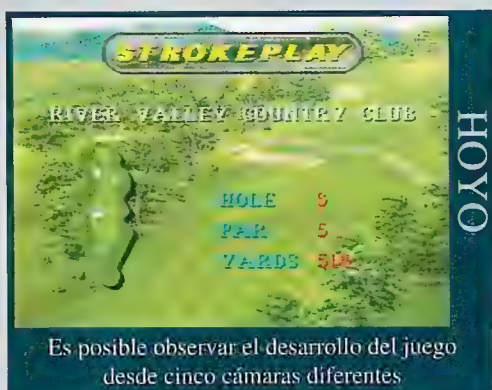 STROKEPLAY
RIVER VALLEY COUNTRY CLUB
HOLE
PAR 5
YARDS
HOYO
Es posible observar el desarrollo del juego
desde cinco cámaras diferentes